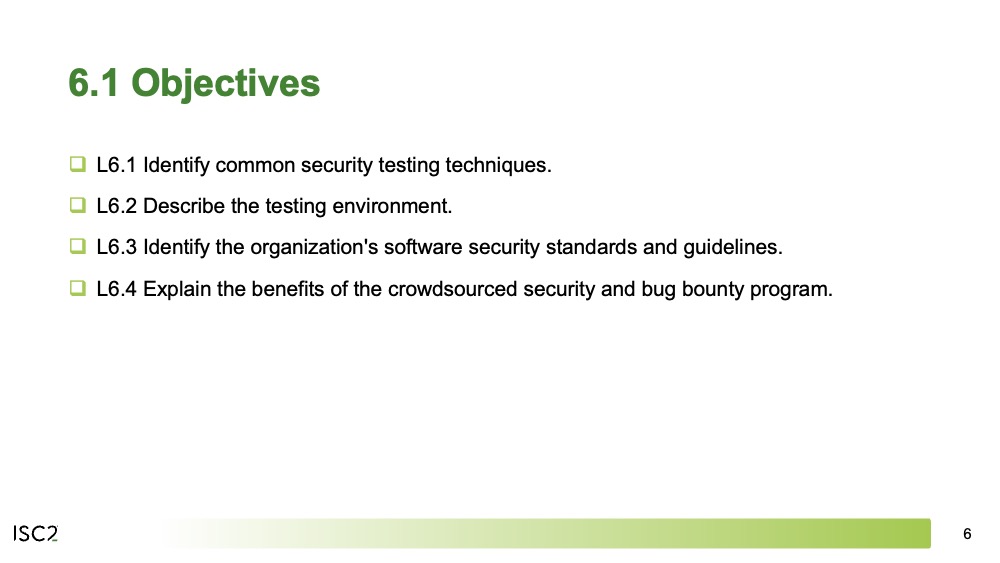 6.1 Objectives
L6.1 Identify common security testing techniques.
L6.2 Describe the testing environment.
L6.3 Identify the organization's software security standards and guidelines.
L6.4 Explain the benefits of the crowdsourced security and bug bounty program.
ISC2
6